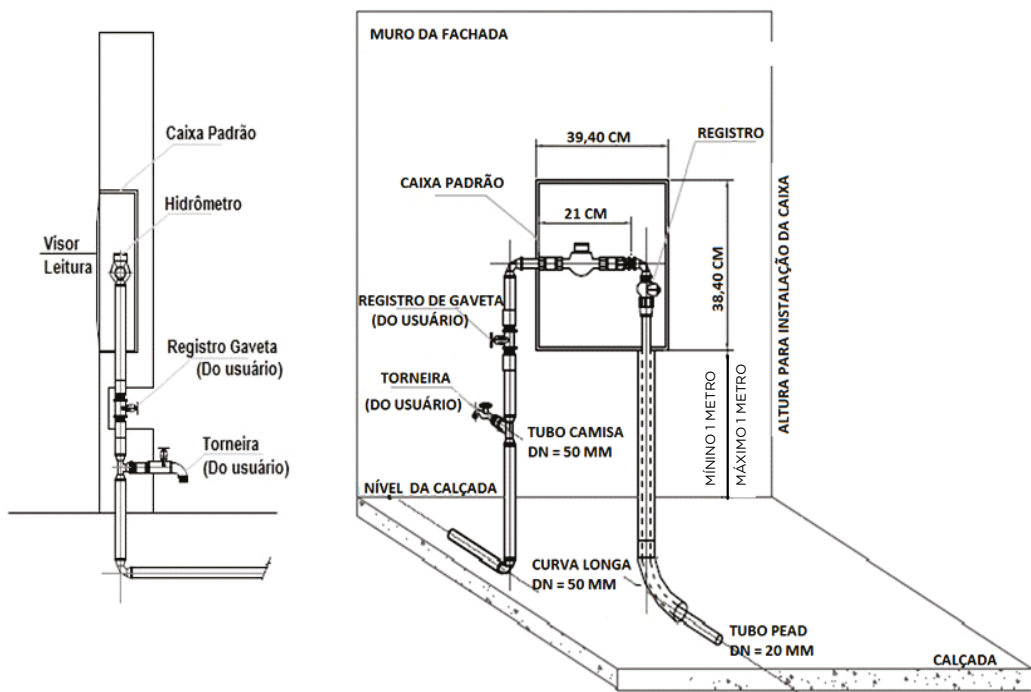 Caixa Padrão
Hidrômetro
Visor
Leitura
Registro Gaveta
(Do usuário)
Torneira
(Do usuário)
MURO DA FACHADA
39,40 CM
REGISTRO
CAIXA PADRÃO
21 CM
38,40 CM
ALTURA PARA INSTALAÇÃO DA CAIXA
REGISTRO DE GAVETA
(DO USUÁRIO)
TORNEIRA
(DO USUÁRIO)
TUBO CAMISA
DN = 50 MM
MÍNINO 1 METRO
MÁXIMO 1 METRO
NÍVEL DA CALÇADA
CURVA LONGA
DN = 50 MM
TUBO PEAD
DN = 20 MM
CALÇADA